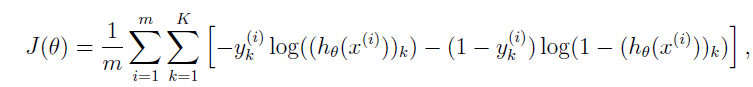 J(θ) = \frac{1}{m} \sum_{i=1}^{m} \sum_{k=1}^{K} \left[ -y_k^{(i)} \log((h_θ(x^{(i)}))_k) - (1 - y_k^{(i)}) \log(1 - (h_θ(x^{(i)}))_k) \right],